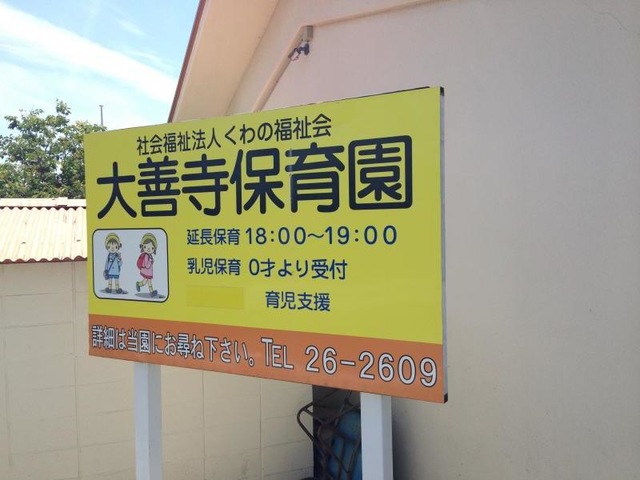 社会福祉法人くわの福祉会
大善寺保育園
延長保育 18:00〜19:00
乳児保育 0才より受付
育児支援
詳細は当園にお尋ね下さい。TEL 26-2609